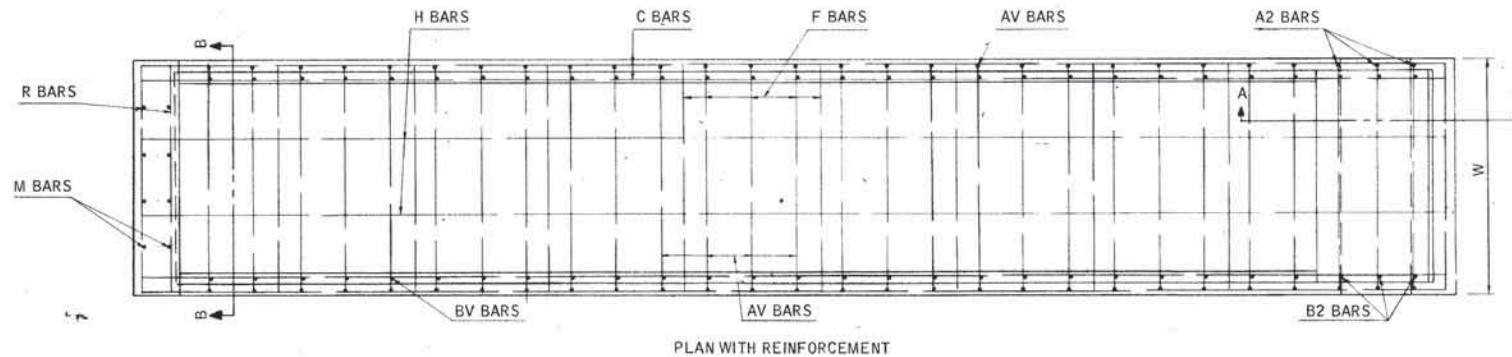 H BARS
C BARS
F BARS
AV BARS
A2 BARS
B
R BARS
A
W
M BARS
B
BV BARS
AV BARS
B2 BARS
PLAN WITH REINFORCEMENT